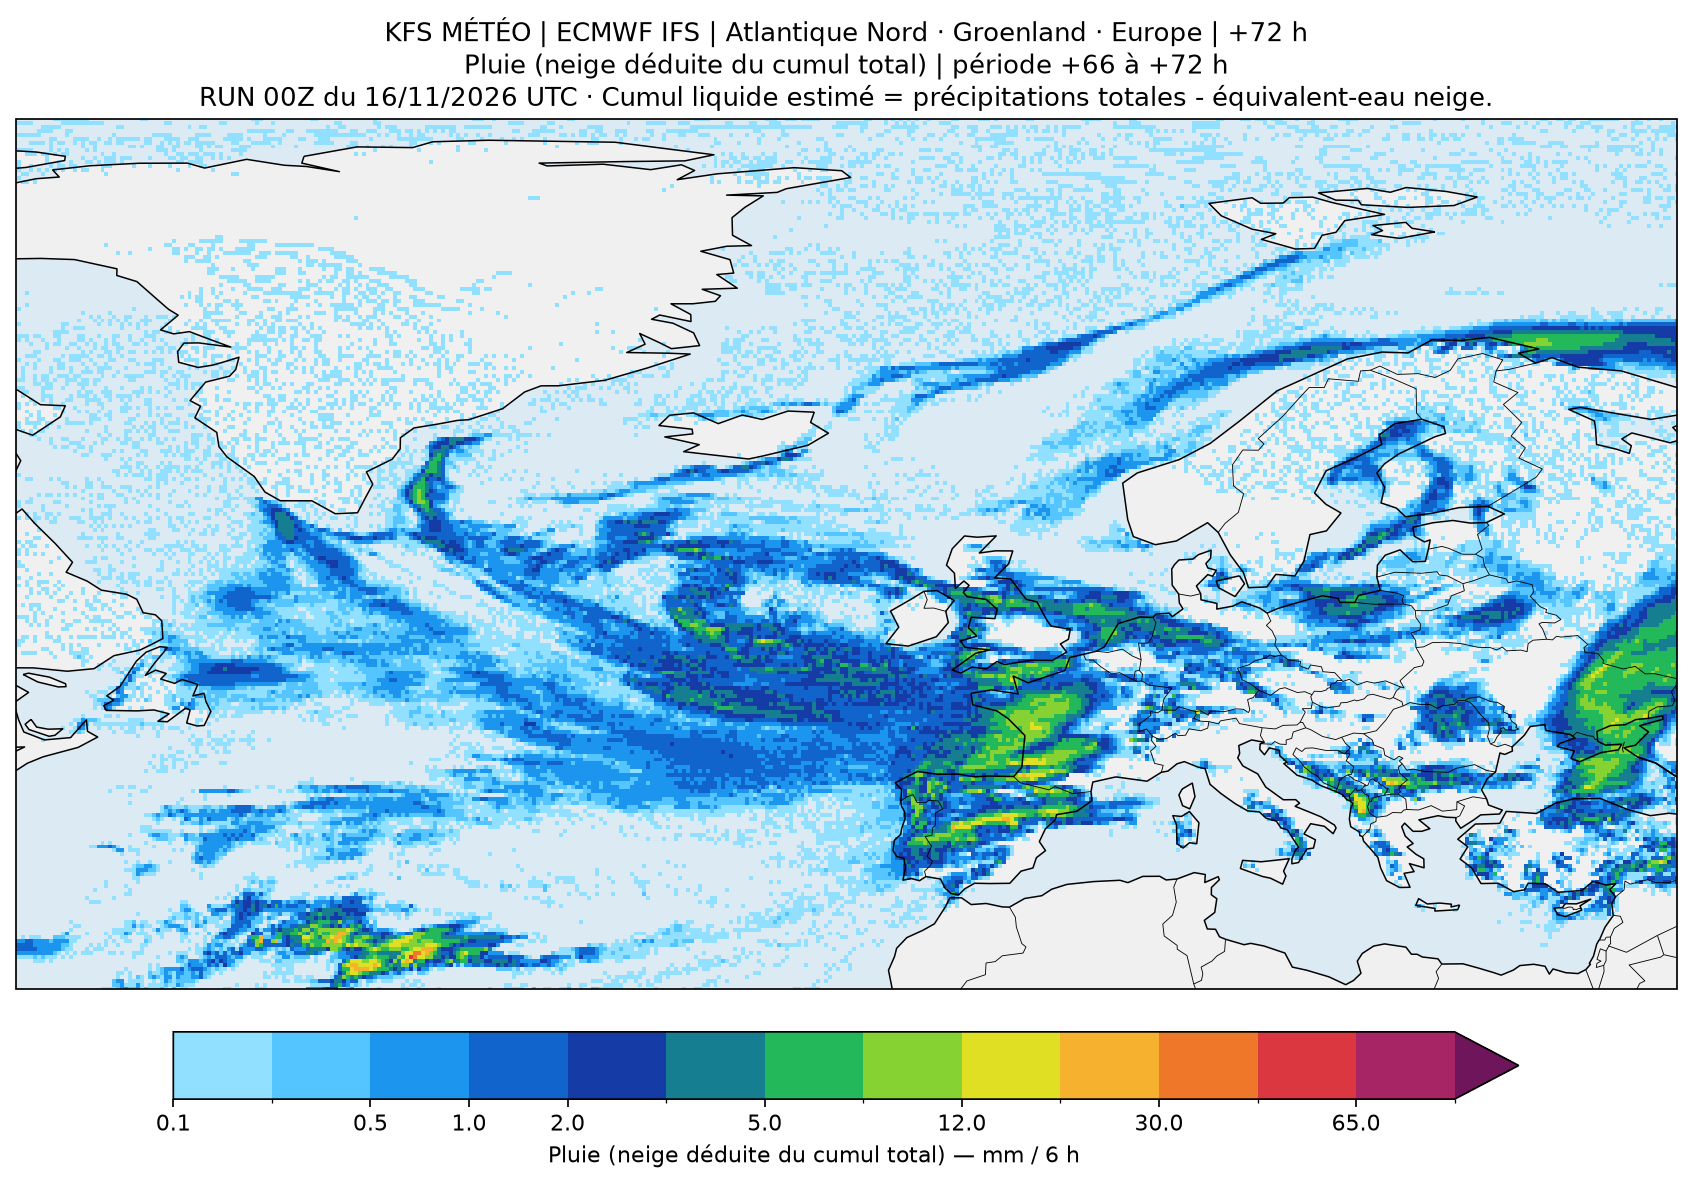 KFS MÉTÉO | ECMWF IFS | Atlantique Nord · Groenland · Europe | +72 h
Pluie (neige déduite du cumul total) | période +66 à +72 h
RUN 00Z du 16/11/2026 UTC · Cumul liquide estimé = précipitations totales - équivalent-eau neige.
0.1 0.5 1.0 2.0 5.0 12.0 30.0 65.0
Pluie (neige déduite du cumul total) — mm / 6 h